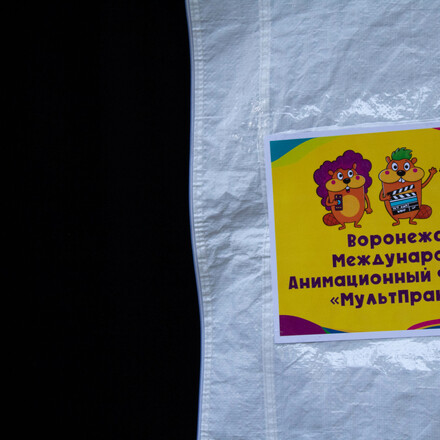 Воронежс
Междунаро
Анимационный
«МультПра